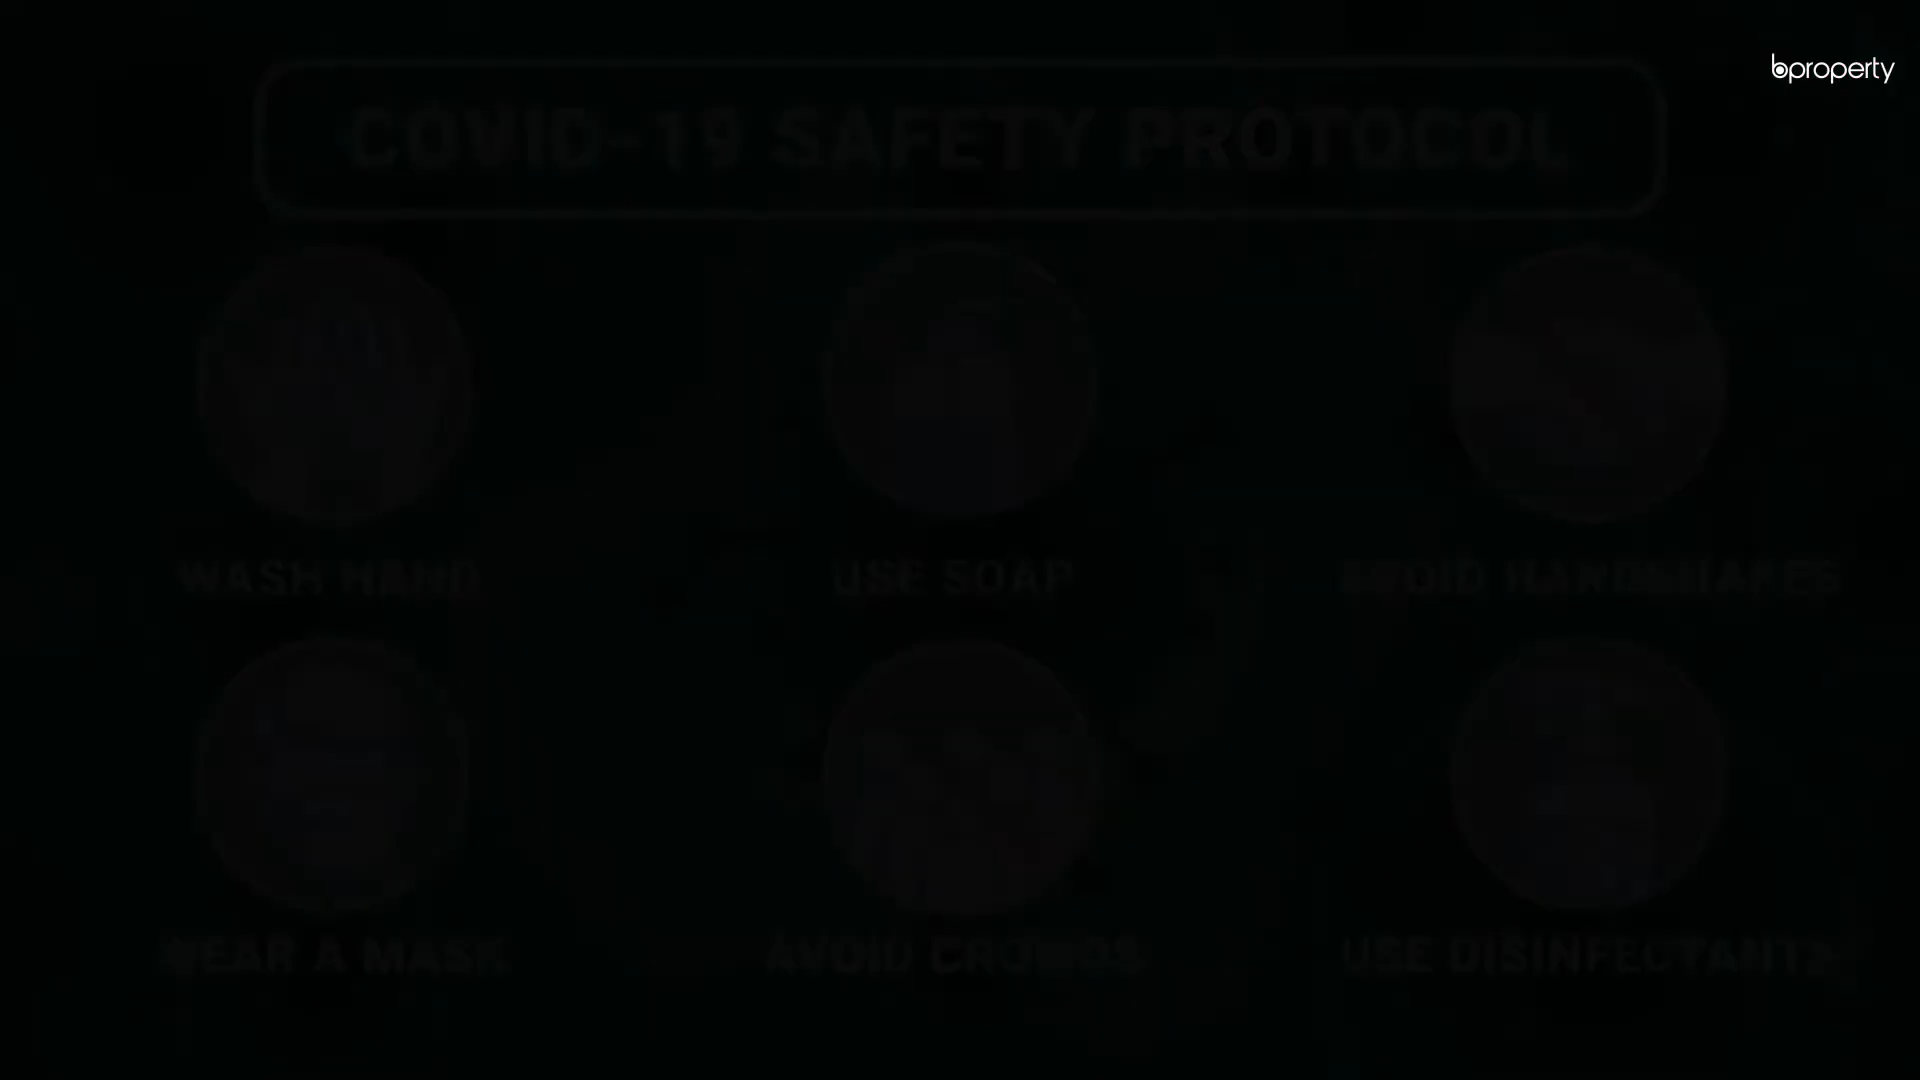 bproperty
COVID-19 SAFETY PROTOCOL
WASH HAND
USE SOAP
AVOID HANDSHAKES
WEAR A MASK
AVOID CROWDS
USE DISINFECTANTS